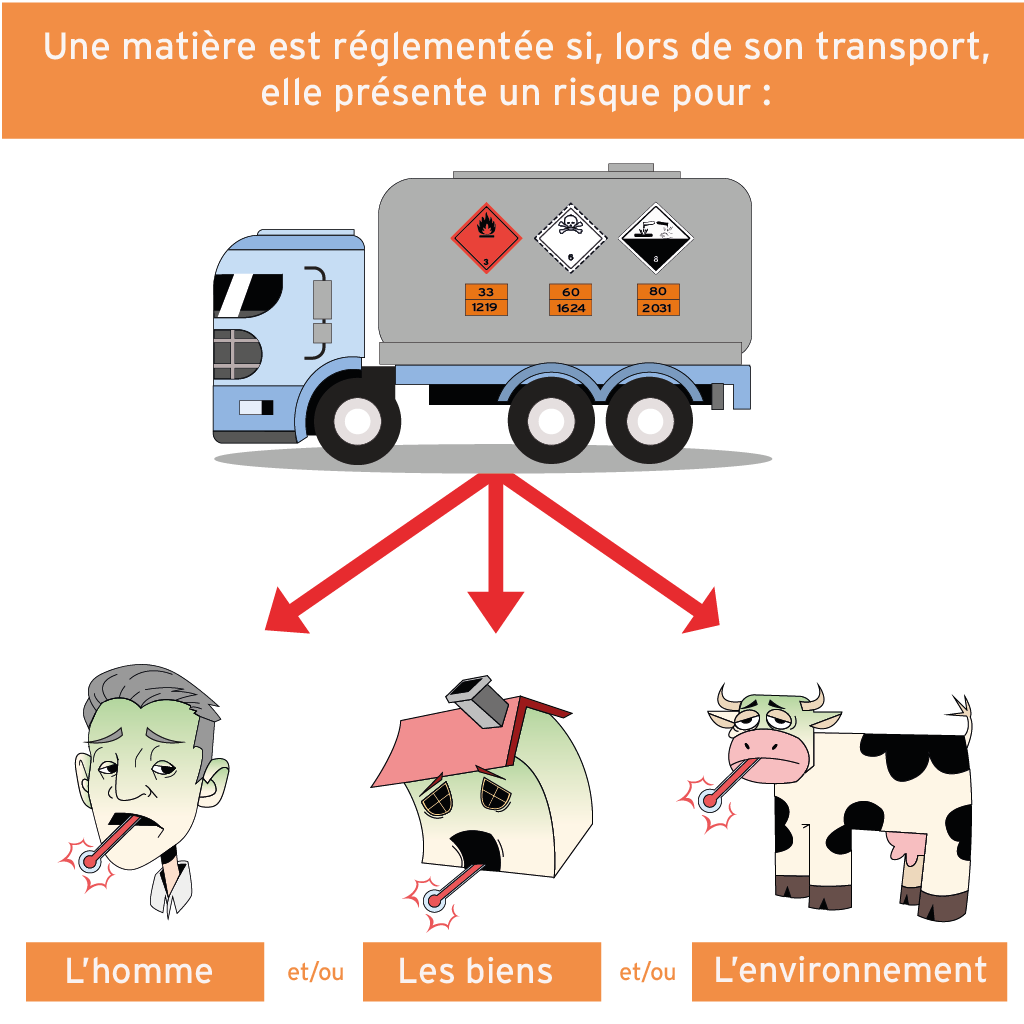 Une matière est réglementée si, lors de son transport,
elle présente un risque pour :
3
6
8
33
1219
60
1624
80
2031
L'homme
et/ou
Les biens
et/ou
L'environnement